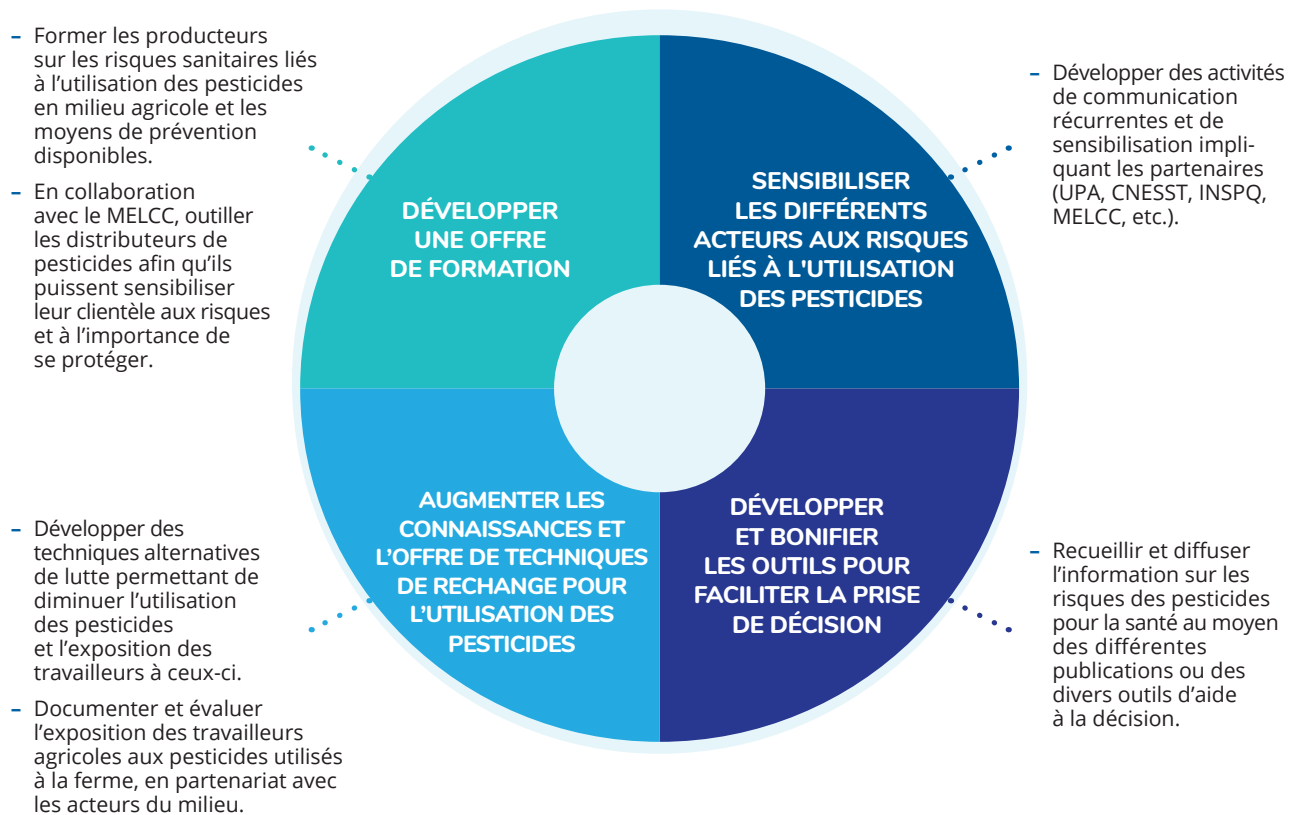 – Former les producteurs
sur les risques sanitaires liés
à l’utilisation des pesticides
en milieu agricole et les
moyens de prévention
disponibles.
– En collaboration
avec le MELCC, outiller
les distributeurs de
pesticides afin qu’ils
puissent sensibiliser
leur clientèle aux risques
et à l’importance de
se protéger.
DÉVELOPPER
UNE OFFRE
DE FORMATION
SENSIBILISER
LES DIFFÉRENTS
ACTEURS AUX RISQUES
LIÉS À L'UTILISATION
DES PESTICIDES
– Développer des activités
de communication
récurrentes et de
sensibilisation impli-
quant les partenaires
(UPA, CNESST, INSPQ,
MELCC, etc.).
– Développer des
techniques alternatives
de lutte permettant de
diminuer l’utilisation
des pesticides
et l’exposition des
travailleurs à ceux-ci.
– Documenter et évaluer
l’exposition des travailleurs
agricoles aux pesticides utilisés
à la ferme, en partenariat avec
les acteurs du milieu.
AUGMENTER LES
CONNAISSANCES ET
L’OFFRE DE TECHNIQUES
DE RECHANGE POUR
L’UTILISATION DES
PESTICIDES
DÉVELOPPER
ET BONIFIER
LES OUTILS POUR
FACILITER LA PRISE
DE DÉCISION
– Recueillir et diffuser
l’information sur les
risques des pesticides
pour la santé au moyen
des différentes
publications ou des
divers outils d’aide
à la décision.